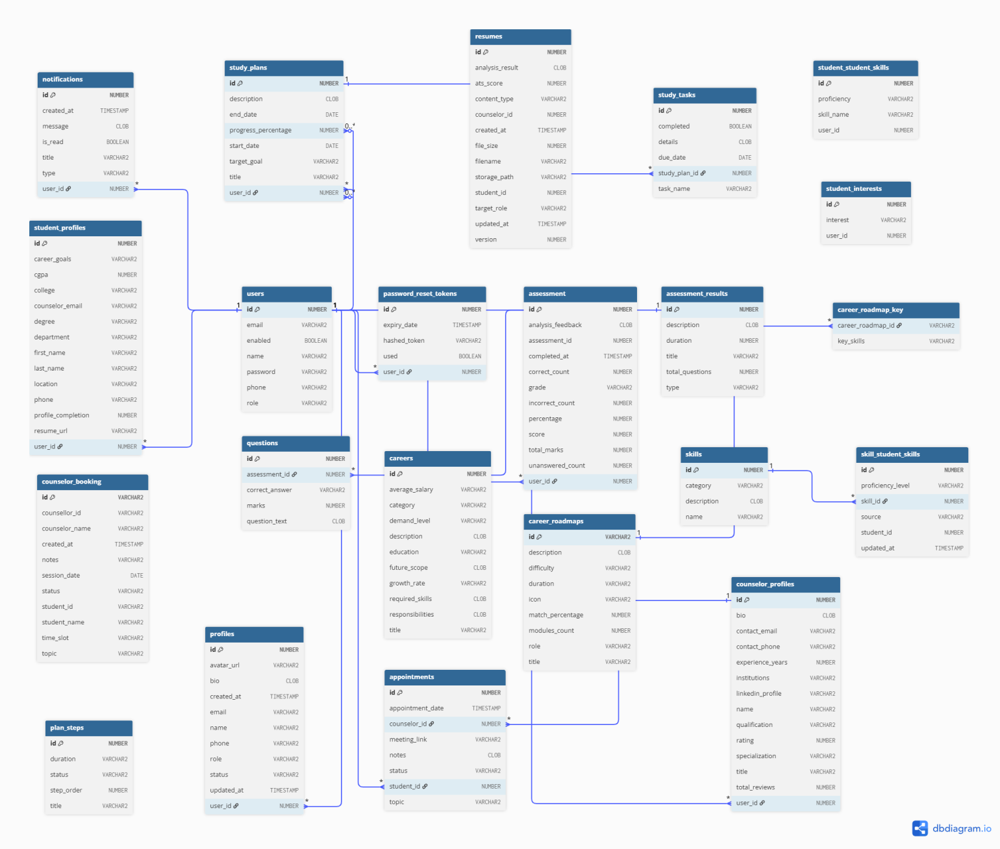 notifications
id NUMBER
created_at TIMESTAMP
message CLOB
is_read BOOLEAN
title VARCHAR2
type VARCHAR2
user_id NUMBER
*
study_plans
id NUMBER
description CLOB
end_date DATE
progress_percentage NUMBER
start_date DATE
target_goal VARCHAR2
title VARCHAR2
user_id NUMBER
1
0..*
*
0..*
resumes
id NUMBER
analysis_result CLOB
ats_score NUMBER
content_type VARCHAR2
counselor_id NUMBER
created_at TIMESTAMP
file_size NUMBER
filename VARCHAR2
storage_path VARCHAR2
student_id NUMBER
target_role VARCHAR2
updated_at TIMESTAMP
version NUMBER
study_tasks
id NUMBER
completed BOOLEAN
details CLOB
due_date DATE
* study_plan_id NUMBER
task_name VARCHAR2
student_student_skills
id NUMBER
proficiency VARCHAR2
skill_name VARCHAR2
user_id NUMBER
student_interests
id NUMBER
interest VARCHAR2
user_id NUMBER
student_profiles
id NUMBER
career_goals VARCHAR2
cgpa NUMBER
college VARCHAR2
counselor_email VARCHAR2
degree VARCHAR2
department VARCHAR2
first_name VARCHAR2
last_name VARCHAR2
location VARCHAR2
phone VARCHAR2
profile_completion NUMBER
resume_url VARCHAR2
user_id NUMBER *
users
1 id NUMBER 1
email VARCHAR2
enabled BOOLEAN
name VARCHAR2
password VARCHAR2
phone VARCHAR2
role VARCHAR2
password_reset_tokens
id NUMBER
expiry_date TIMESTAMP
hashed_token VARCHAR2
used BOOLEAN
* user_id NUMBER
assessment
id NUMBER
analysis_feedback CLOB
assessment_id NUMBER
completed_at TIMESTAMP
correct_count NUMBER
grade VARCHAR2
incorrect_count NUMBER
percentage NUMBER
score NUMBER
total_marks NUMBER
unanswered_count NUMBER
* user_id NUMBER
assessment_results
1 id NUMBER
description CLOB
duration NUMBER
title VARCHAR2
total_questions NUMBER
type VARCHAR2
career_roadmap_key
* career_roadmap_id VARCHAR2
key_skills VARCHAR2
questions
id NUMBER
assessment_id NUMBER *
correct_answer VARCHAR2
marks NUMBER
question_text CLOB
careers
id NUMBER
average_salary VARCHAR2
category VARCHAR2
demand_level VARCHAR2
description CLOB
education VARCHAR2
future_scope CLOB
growth_rate VARCHAR2
required_skills CLOB
responsibilities CLOB
title VARCHAR2
skills
id NUMBER 1
category VARCHAR2
description CLOB
name VARCHAR2
skill_student_skills
id NUMBER
proficiency_level VARCHAR2
* skill_id NUMBER
source VARCHAR2
student_id NUMBER
updated_at TIMESTAMP
counselor_booking
id VARCHAR2
counsellor_id VARCHAR2
counselor_name VARCHAR2
created_at TIMESTAMP
notes VARCHAR2
session_date DATE
status VARCHAR2
student_id VARCHAR2
student_name VARCHAR2
time_slot VARCHAR2
topic VARCHAR2
career_roadmaps
id VARCHAR2 1
description CLOB
difficulty VARCHAR2
duration VARCHAR2
icon VARCHAR2
match_percentage NUMBER
modules_count NUMBER
role VARCHAR2
title VARCHAR2
counselor_profiles
1 id NUMBER
bio CLOB
contact_email VARCHAR2
contact_phone VARCHAR2
experience_years NUMBER
institutions VARCHAR2
linkedin_profile VARCHAR2
name VARCHAR2
qualification VARCHAR2
rating NUMBER
specialization VARCHAR2
title VARCHAR2
total_reviews NUMBER
* user_id NUMBER
profiles
id NUMBER
avatar_url VARCHAR2
bio CLOB
created_at TIMESTAMP
email VARCHAR2
name VARCHAR2
phone VARCHAR2
role VARCHAR2
status VARCHAR2
updated_at TIMESTAMP
user_id NUMBER *
appointments
id NUMBER
appointment_date TIMESTAMP
counselor_id NUMBER *
meeting_link VARCHAR2
notes CLOB
status VARCHAR2
* student_id NUMBER
topic VARCHAR2
plan_steps
id NUMBER
duration VARCHAR2
status VARCHAR2
step_order NUMBER
title VARCHAR2
dbdiagram.io